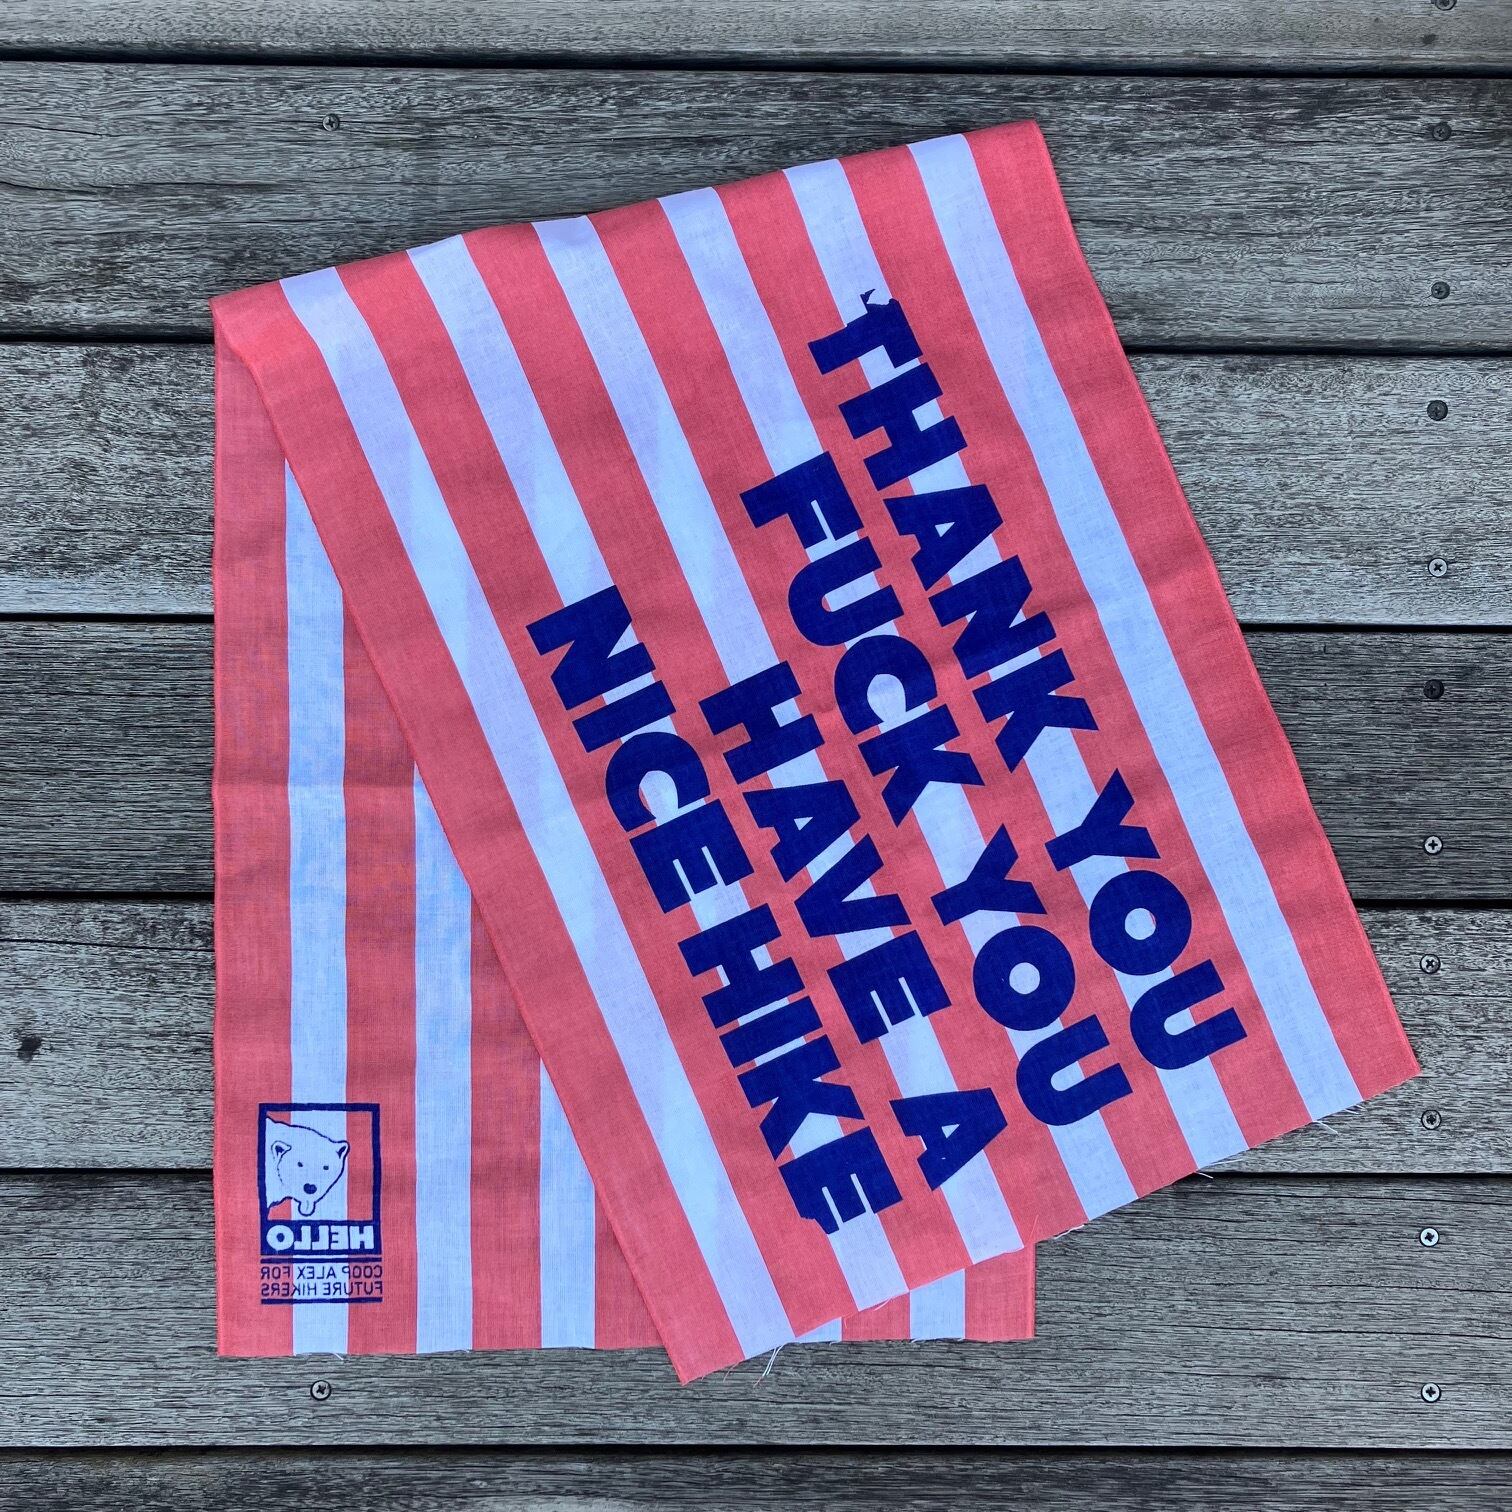 THANK YOU
FUCK YOU
HAVE A
NICE HIKE
HELLO
COOP ALEX FOR
FUTURE HIKERS